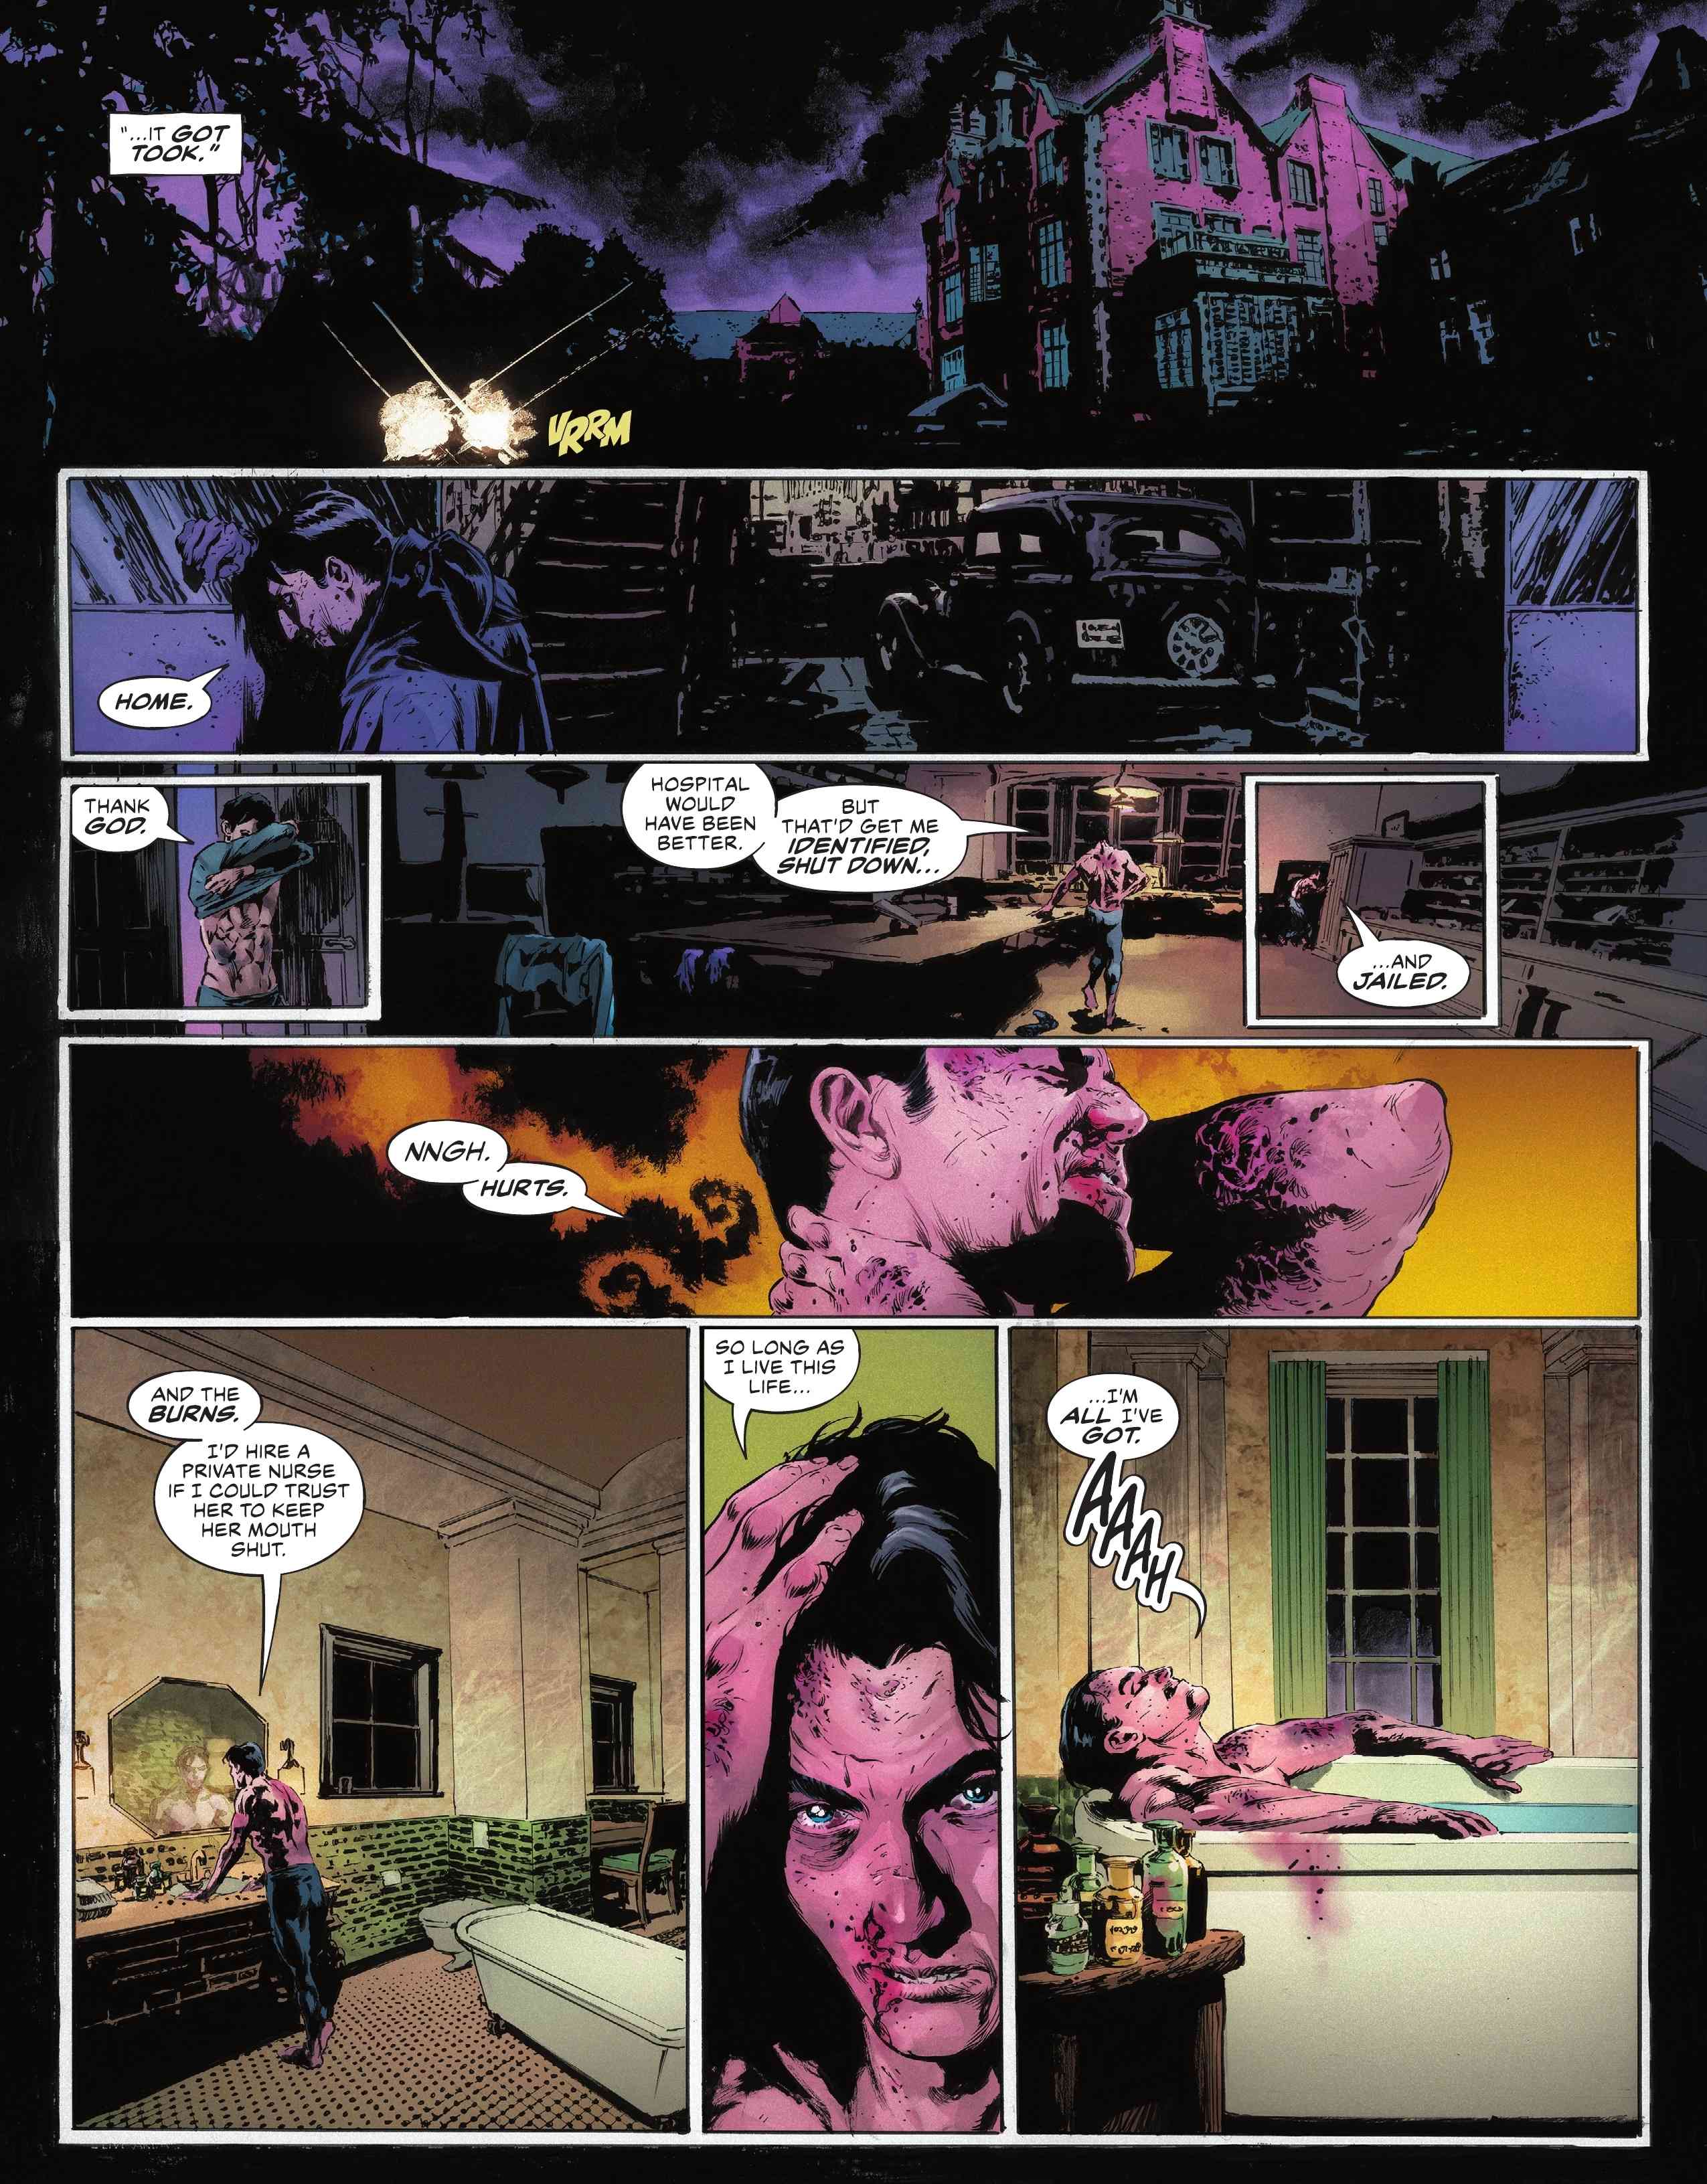 "...IT GOT
TOOK."
VRRM
HOME.
THANK
GOD.
HOSPITAL
WOULD
HAVE BEEN
BETTER.
BUT
THAT'D GET ME
IDENTIFIED,
SHUT DOWN...
...AND
JAILED.
NNGH.
HURTS.
AND THE
BURNS.
I'D HIRE A
PRIVATE NURSE
IF I COULD TRUST
HER TO KEEP
HER MOUTH
SHUT.
SO LONG AS
I LIVE THIS
LIFE...
...I'M
ALL I'VE
GOT.
AAAAH